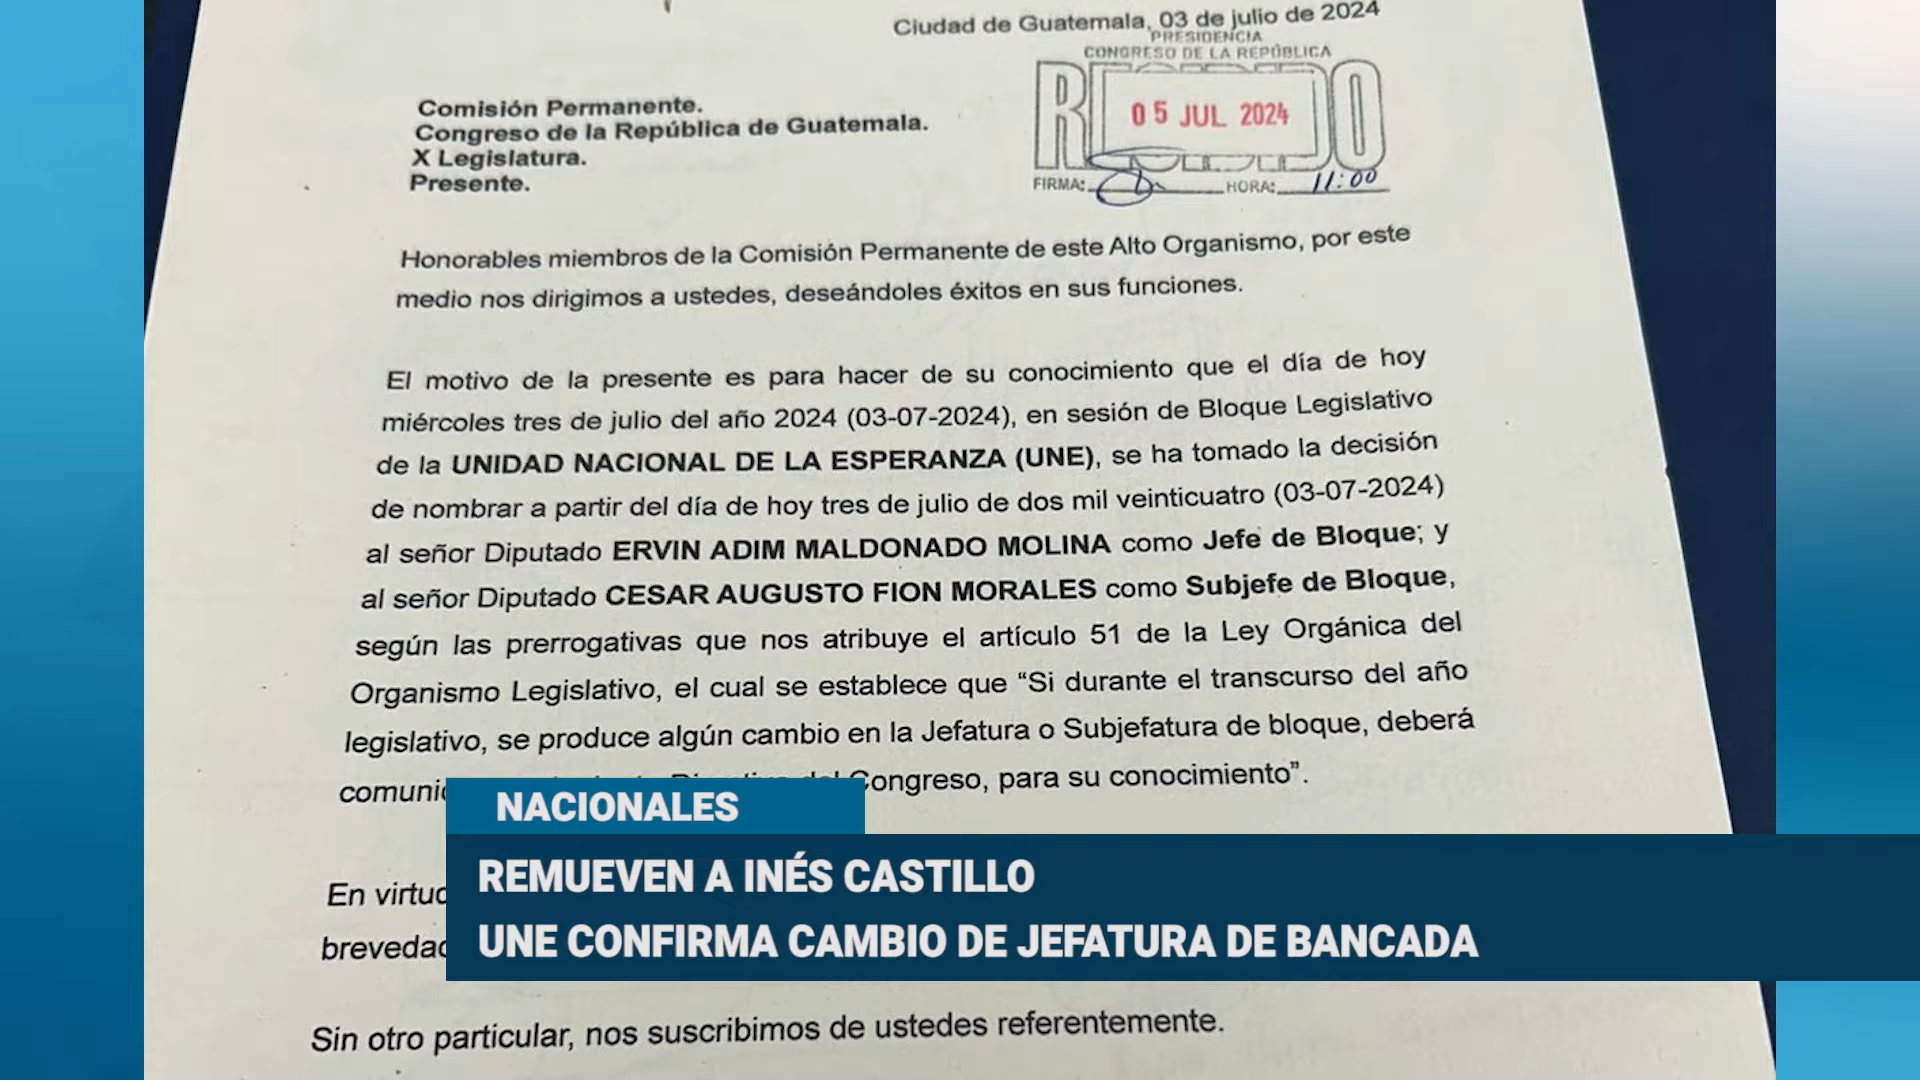 Ciudad de Guatemala, 03 de julio de 2024
PRESIDENCIA
CONGRESO DE LA REPÚBLICA
05 JUL 2024
FIRMA: HORA: 11:00
Comisión Permanente.
Congreso de la República de Guatemala.
X Legislatura.
Presente.
Honorables miembros de la Comisión Permanente de este Alto Organismo, por este
medio nos dirigimos a ustedes, deseándoles éxitos en sus funciones.
El motivo de la presente es para hacer de su conocimiento que el día de hoy
miércoles tres de julio del año 2024 (03-07-2024), en sesión de Bloque Legislativo
de la UNIDAD NACIONAL DE LA ESPERANZA (UNE), se ha tomado la decisión
de nombrar a partir del día de hoy tres de julio de dos mil veinticuatro (03-07-2024)
al señor Diputado ERVIN ADIM MALDONADO MOLINA como Jefe de Bloque; y
al señor Diputado CESAR AUGUSTO FION MORALES como Subjefe de Bloque,
según las prerrogativas que nos atribuye el artículo 51 de la Ley Orgánica del
Organismo Legislativo, el cual se establece que “Si durante el transcurso del año
legislativo, se produce algún cambio en la Jefatura o Subjefatura de bloque, deberá
Congreso, para su conocimiento”.
En
NACIONALES
REMUEVEN A INÉS CASTILLO
UNE CONFIRMA CAMBIO DE JEFATURA DE BANCADA
Sin otro particular, nos suscribimos de ustedes referentemente.